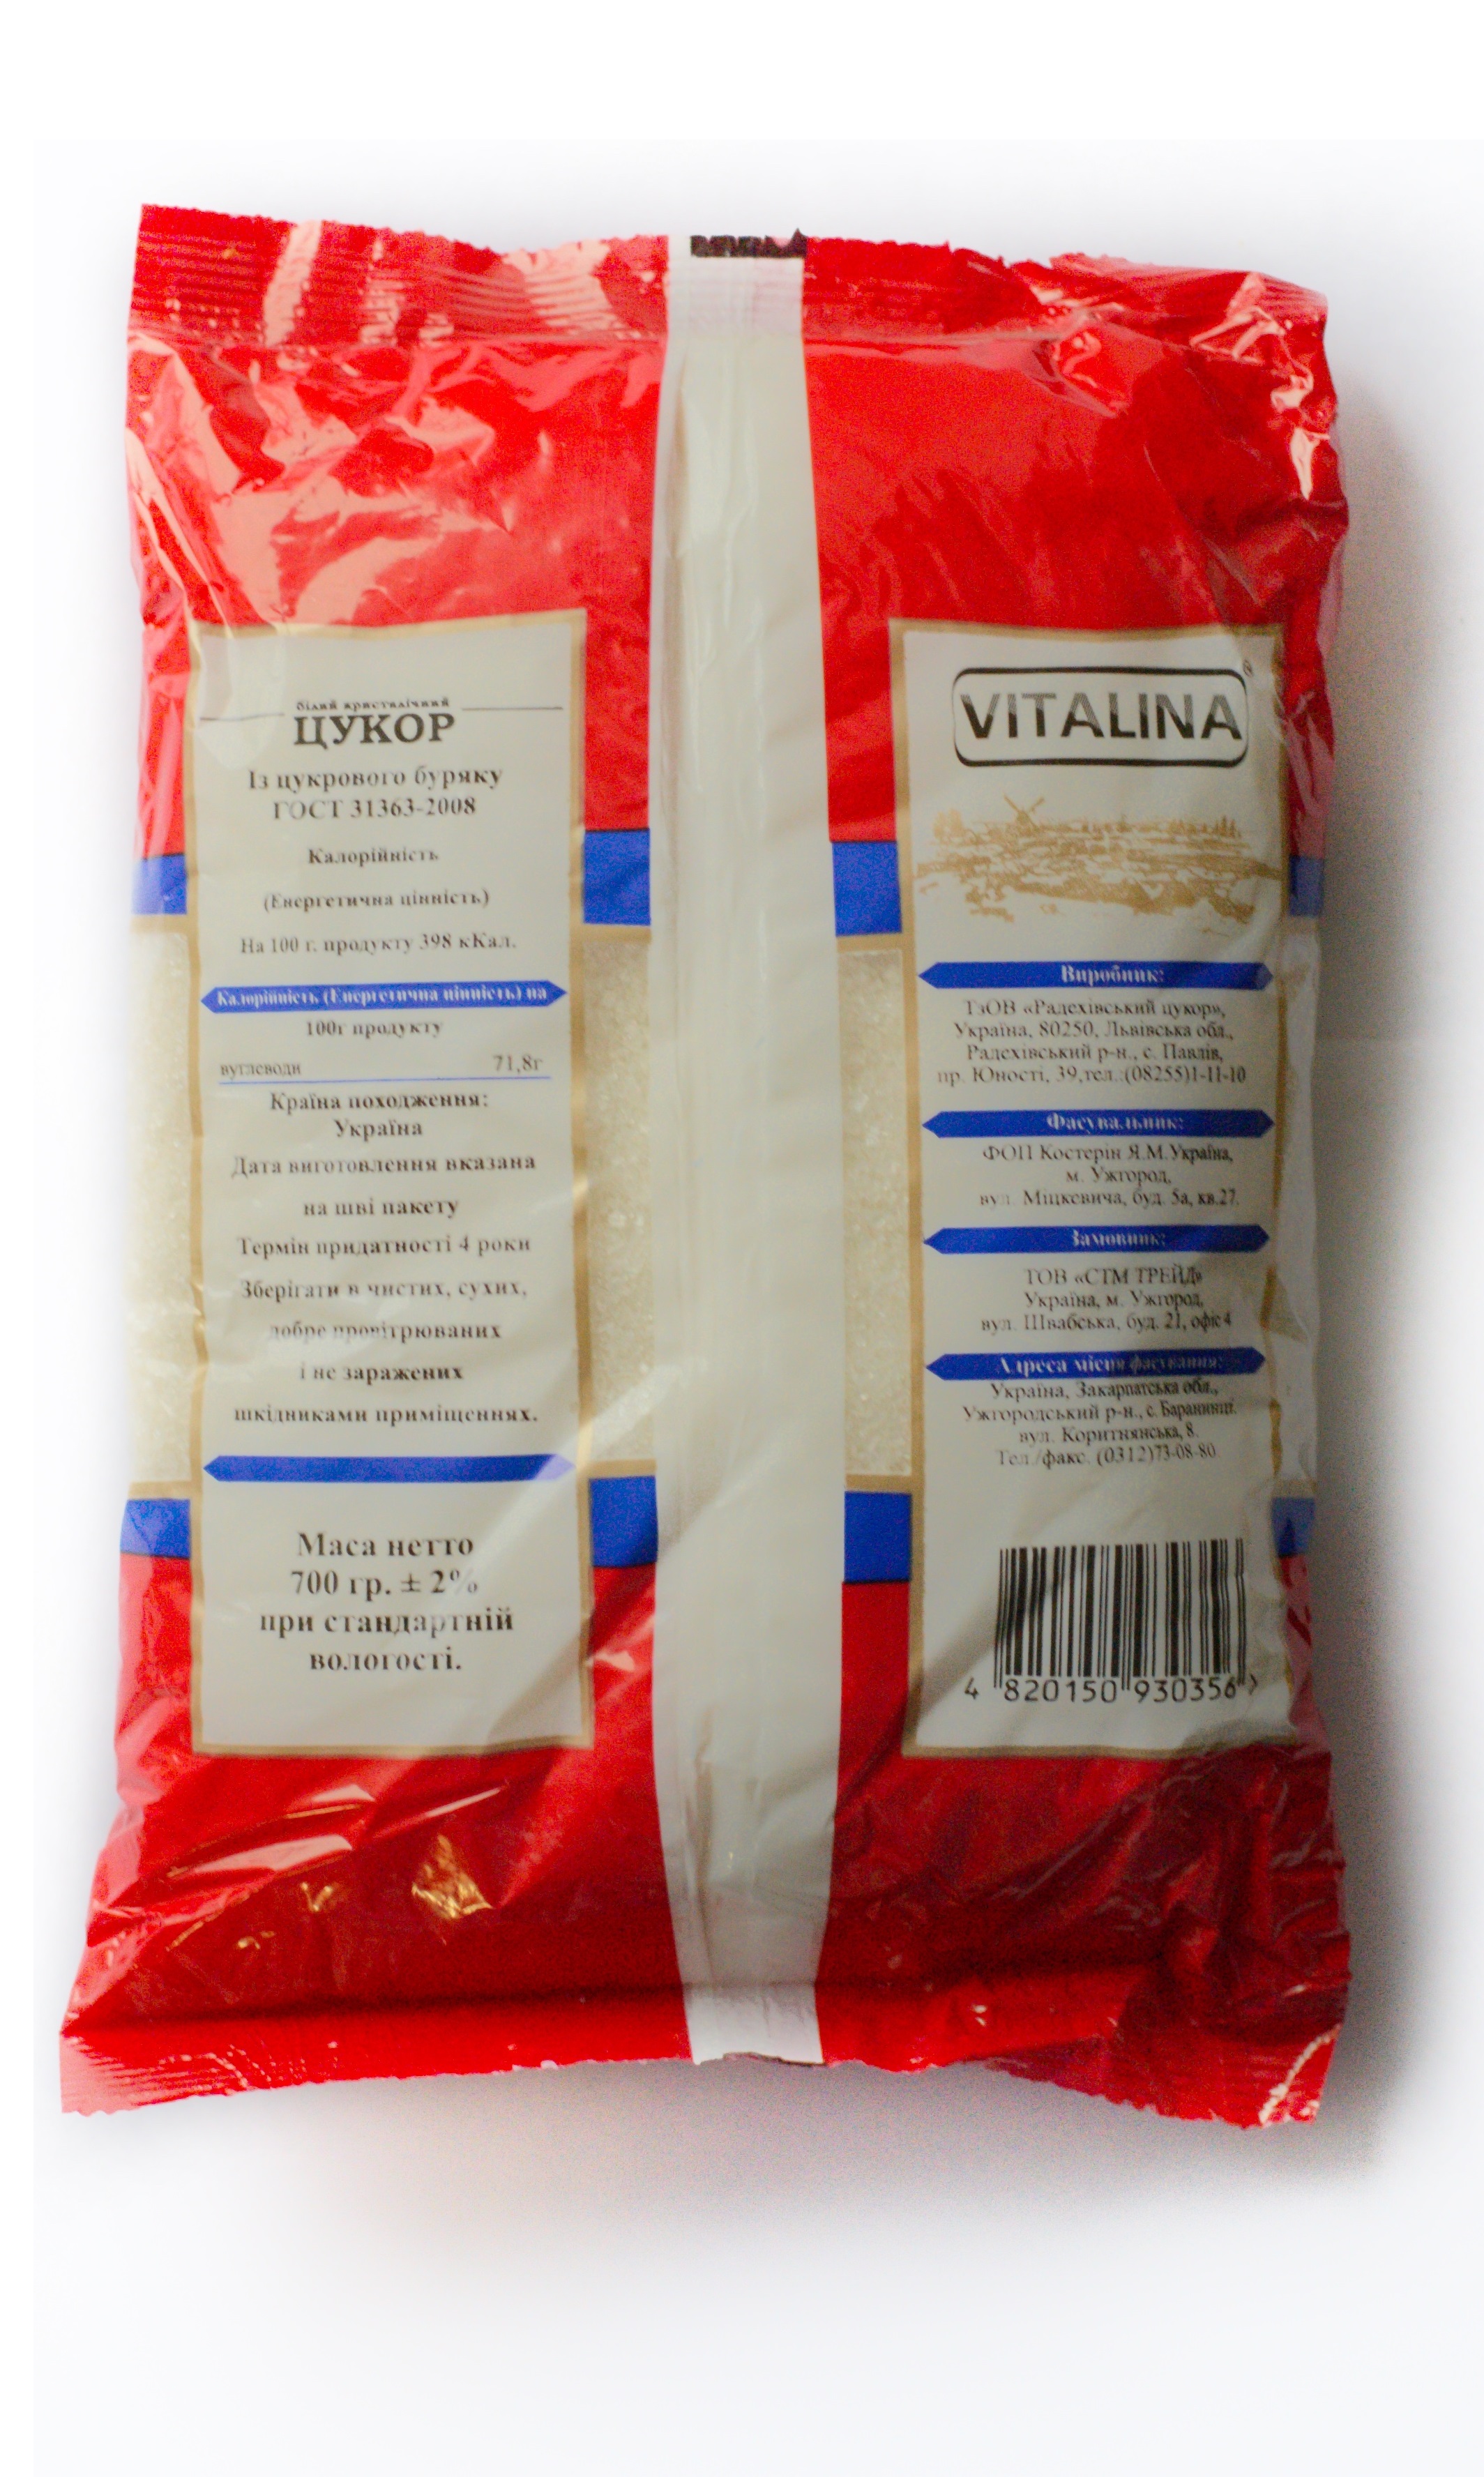 білий кристалічний
ЦУКОР
Із цукрового буряку
ГОСТ 31363-2008
Калорійність
(Енергетична цінність)
На 100 г. продукту 398 кКал.
Калорійність (Енергетична цінність) на
100г продукту
вуглеводи 71,8г
Країна походження:
Україна
Дата виготовлення вказана
на шві пакету
Термін придатності 4 роки
Зберігати в чистих, сухих,
добре провітрюваних
і не заражених
шкідниками приміщеннях.
Маса нетто
700 гр. ± 2%
при стандартній
вологості.
VITALINA®
Виробник:
ТзОВ «Радехівський цукор»,
Україна, 80250, Львівська обл.,
Радехівський р-н., с. Павлів,
пр. Юності, 39,тел.:(08255)1-11-10
Фасувальник:
ФОП Костерін Я.М.Україна,
м. Ужгород,
вул. Міцкевича, буд. 5а, кв.27.
Замовник:
ТОВ «СТМ ТРЕЙД»
Україна, м. Ужгород,
вул. Швабська, буд. 21, офіс 4
Адреса місця фасування:
Україна, Закарпатська обл.,
Ужгородський р-н., с. Баранинці.
вул. Коритнянська, 8.
Тел./факс. (0312)73-08-80.
4 820150 930356 >